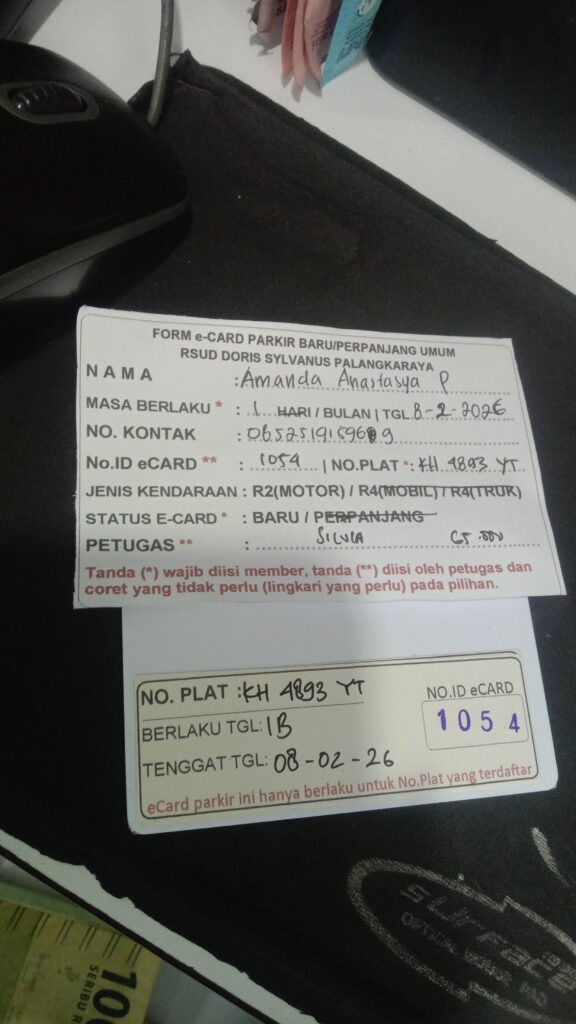 FORM e-CARD PARKIR BARU/PERPANJANG UMUM
RSUD DORIS SYLVANUS PALANGKARAYA
NAMA : Amanda Anastasya P
MASA BERLAKU * : 1 HARI / BULAN | TGL 8-2-2026
NO. KONTAK :
No.ID eCARD ** : 1054 | NO.PLAT *: KH 4893 YT
JENIS KENDARAAN : R2(MOTOR) / R4(MOBIL) / R4(TRUK)
STATUS E-CARD * : BARU / PERPANJANG
PETUGAS ** : SILVIA
Tanda (*) wajib diisi member, tanda (**) diisi oleh petugas dan
coret yang tidak perlu (lingkari yang perlu) pada pilihan.
NO. PLAT : KH 4893 YT
NO.ID eCARD
BERLAKU TGL: 1B
1054
TENGGAT TGL: 08-02-26
eCard parkir ini hanya berlaku untuk No.Plat yang terdaftar
surface
100
SERIBU R